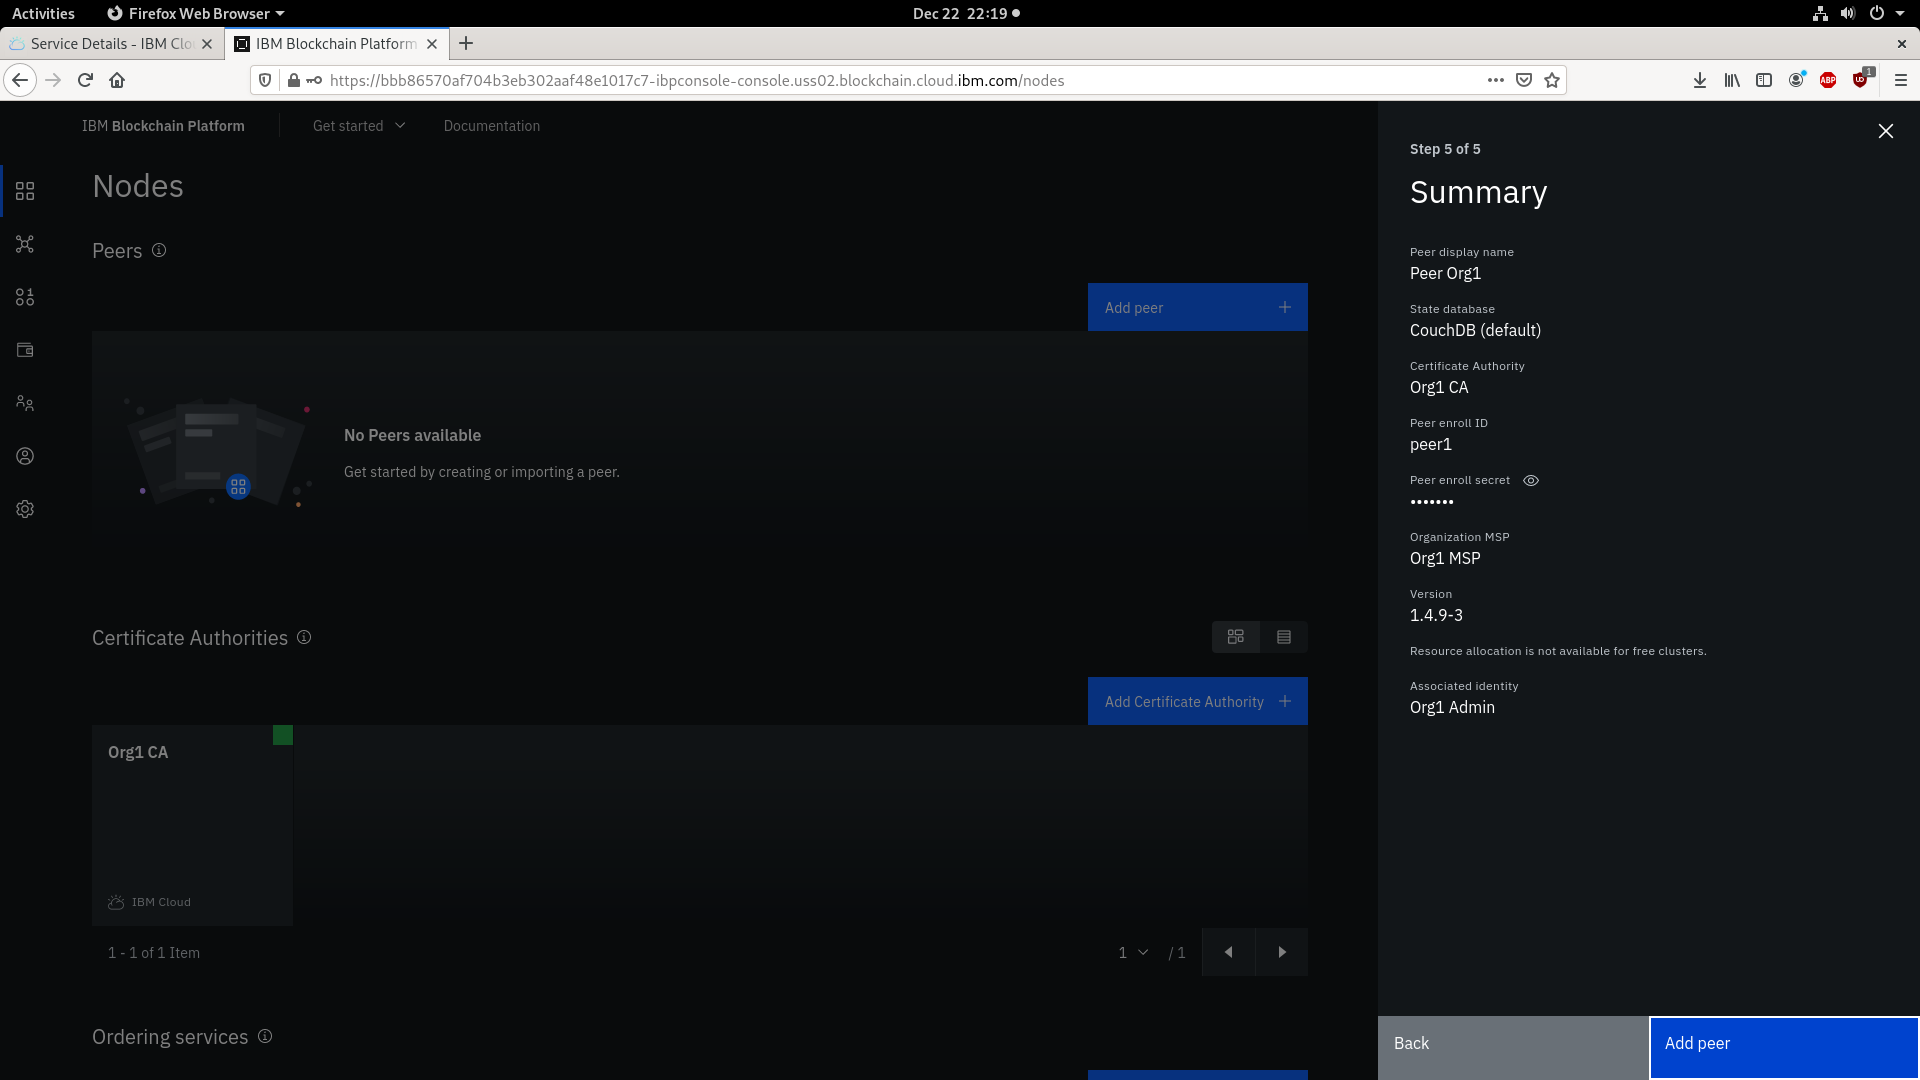 Activities
Firefox Web Browser
Dec 22 22:19
Service Details - IBM Clo
IBM Blockchain Platform
https://bbb86570af704b3eb302aaf48e1017c7-ibpconsole-console.uss02.blockchain.cloud.ibm.com/nodes
ABP
1
IBM Blockchain Platform
Get started
Documentation
Nodes
Peers
Add peer
No Peers available
Get started by creating or importing a peer.
Certificate Authorities
Add Certificate Authority
Org1 CA
IBM Cloud
1 - 1 of 1 Item
1
/ 1
Ordering services
Step 5 of 5
Summary
Peer display name
Peer Org1
State database
CouchDB (default)
Certificate Authority
Org1 CA
Peer enroll ID
peer1
Peer enroll secret
•••••••
Organization MSP
Org1 MSP
Version
1.4.9-3
Resource allocation is not available for free clusters.
Associated identity
Org1 Admin
Back
Add peer